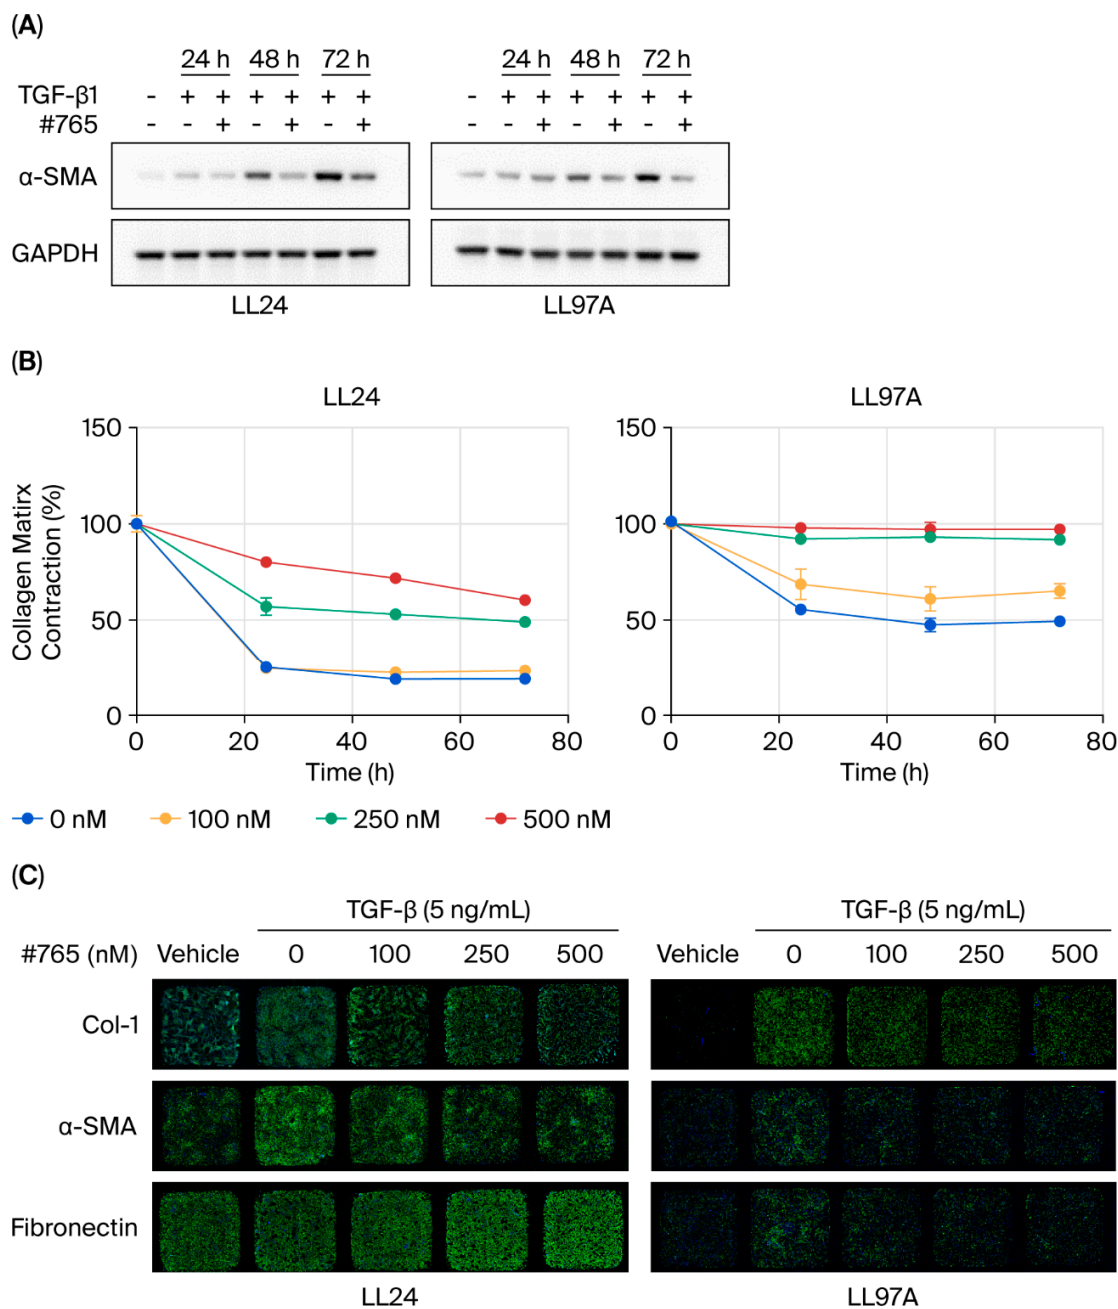 (A)
24 h 48 h 72 h 24 h 48 h 72 h
TGF-β1 - + + + + + + - + + + + + +
#765 - - + - + - + - - + - + - +
α-SMA
GAPDH
LL24 LL97A
(B)
LL24 LL97A
Collagen Matirx
Contraction (%)
150 150
100 100
50 50
0 0
0 20 40 60 80 0 20 40 60 80
Time (h) Time (h)
0 nM 100 nM 250 nM 500 nM
(C)
TGF-β (5 ng/mL) TGF-β (5 ng/mL)
#765 (nM) Vehicle 0 100 250 500 Vehicle 0 100 250 500
Col-1
α-SMA
Fibronectin
LL24 LL97A